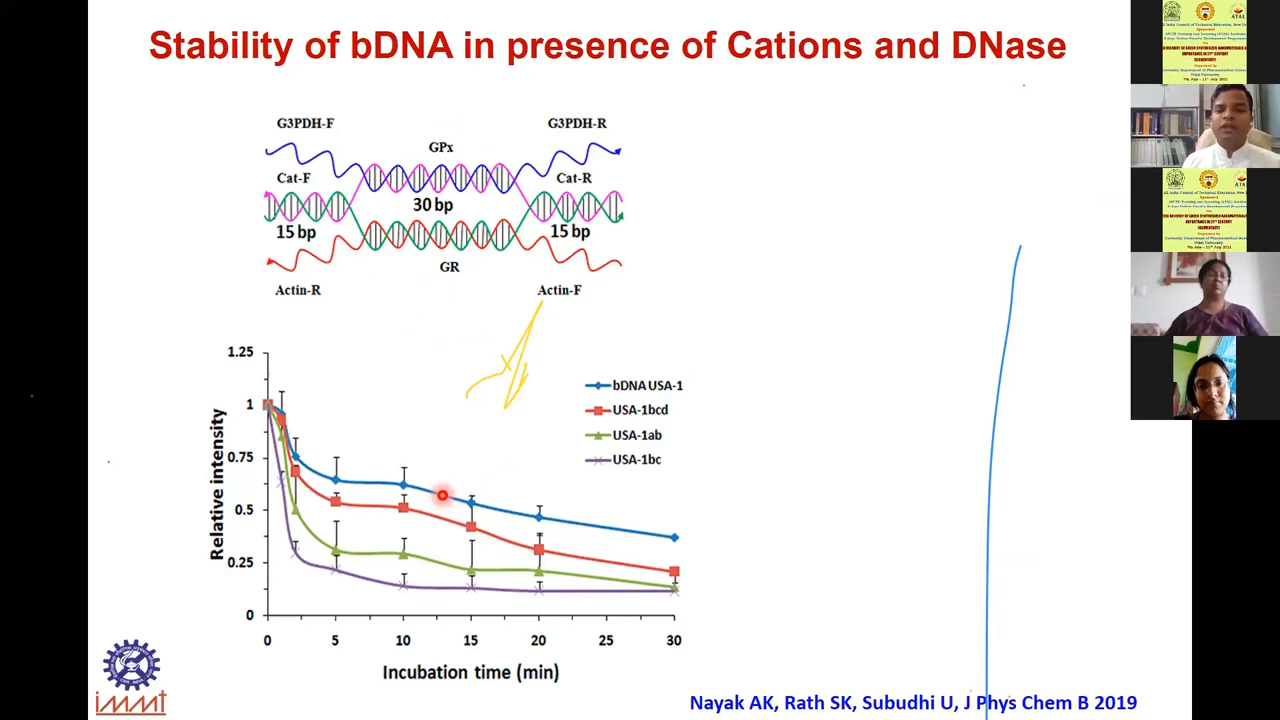 Stability of bDNA in presence of Cations and DNase
G3PDH-F
G3PDH-R
GPx
Cat-F
Cat-R
30 bp
15 bp
15 bp
GR
Actin-R
Actin-F
1.25
1
0.75
0.5
0.25
0
Relative intensity
0
5
10
15
20
25
30
Incubation time (min)
bDNA USA-1
USA-1bcd
USA-1ab
USA-1bc
immt
Nayak AK, Rath SK, Subudhi U, J Phys Chem B 2019